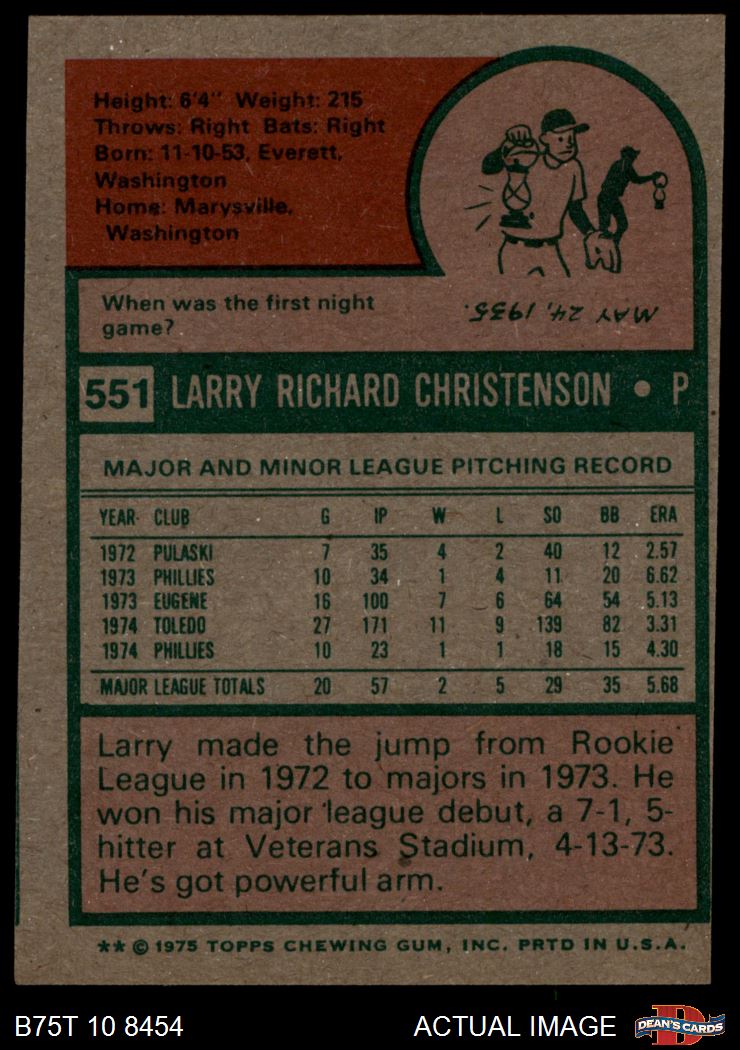 Height: 6'4" Weight: 215
Throws: Right Bats: Right
Born: 11-10-53, Everett,
Washington
Home: Marysville,
Washington
When was the first night
game?
MAY 24, 1935.
551 LARRY RICHARD CHRISTENSON • P
MAJOR AND MINOR LEAGUE PITCHING RECORD
YEAR CLUB G IP W L SO BB ERA
1972 PULASKI 7 35 4 2 40 12 2.57
1973 PHILLIES 10 34 1 4 11 20 6.62
1973 EUGENE 16 100 7 6 64 54 5.13
1974 TOLEDO 27 171 11 9 139 82 3.31
1974 PHILLIES 10 23 1 1 18 15 4.30
MAJOR LEAGUE TOTALS 20 57 2 5 29 35 5.68
Larry made the jump from Rookie
League in 1972 to majors in 1973. He
won his major league debut, a 7-1, 5-
hitter at Veterans Stadium, 4-13-73.
He's got powerful arm.
** © 1975 TOPPS CHEWING GUM, INC. PRTD IN U.S.A.
B75T 10 8454 ACTUAL IMAGE D DEAN'S CARDS